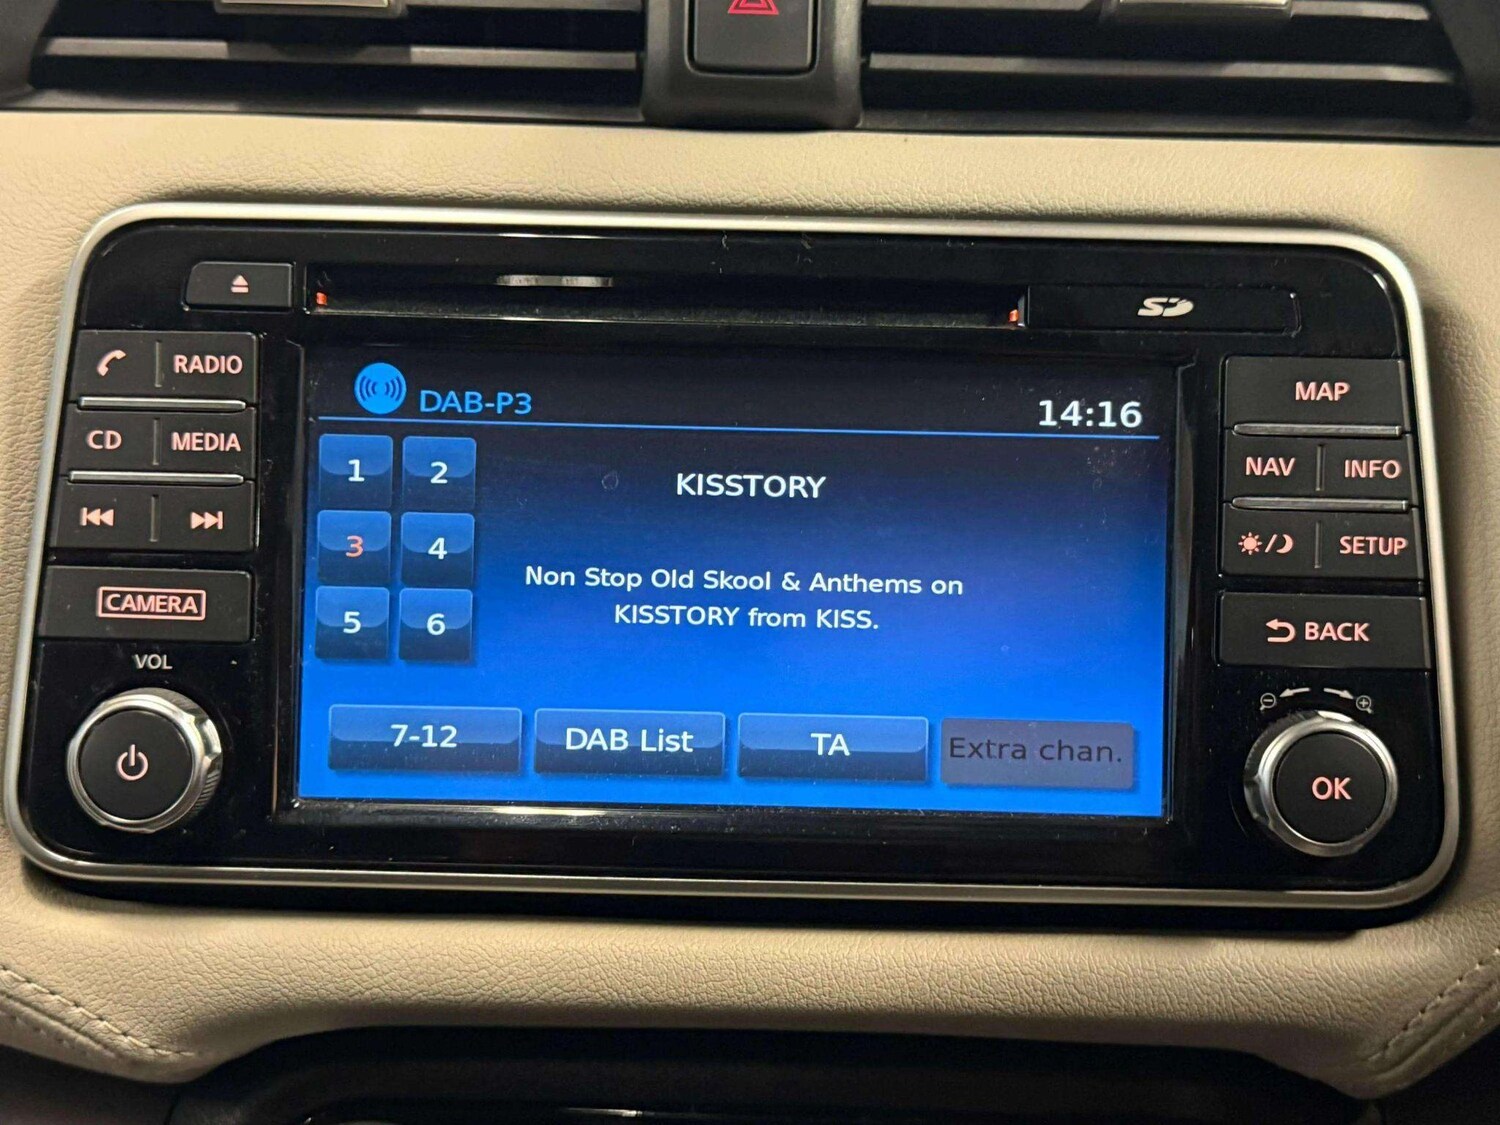 SD
RADIO
CD
MEDIA
CAMERA
VOL
DAB-P3
14:16
1
2
3
4
5
6
KISSTORY
Non Stop Old Skool & Anthems on
KISSTORY from KISS.
7-12
DAB List
TA
Extra chan.
MAP
NAV
INFO
SETUP
BACK
OK